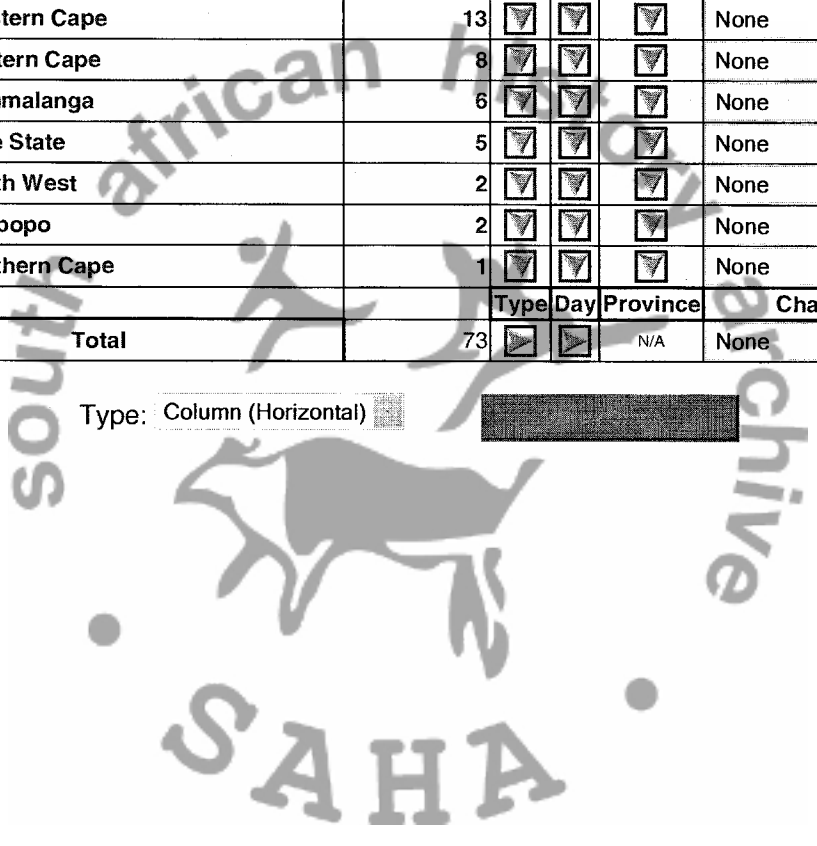 tern Cape 13 None
tern Cape 8 None
malanga 6 None
State 5 None
h West 2 None
popo 2 None
hern Cape 1 None
Type Day Province Cha
Total 73 N/A None
Type: Column (Horizontal)
south african history archive
SAHA